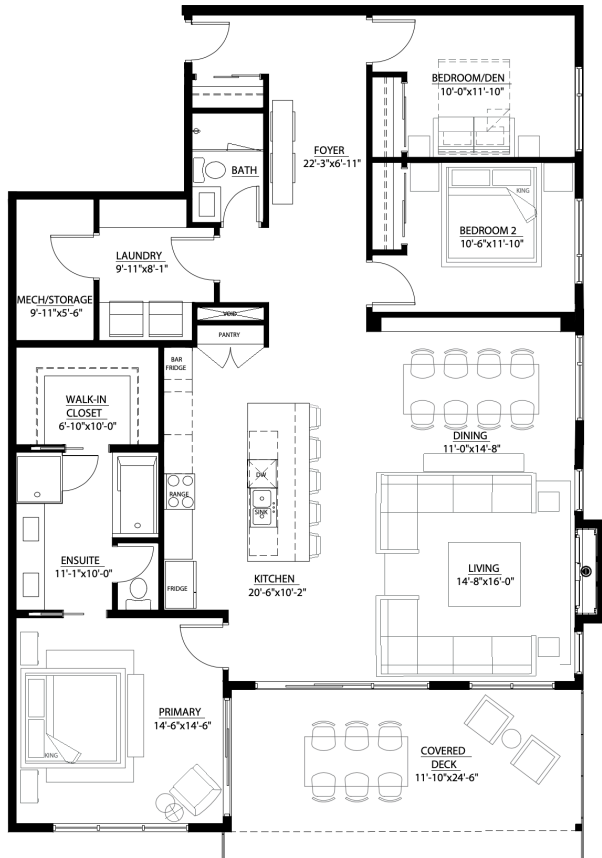 BEDROOM/DEN
10'-0"x11'-10"
FOYER
22'-3"x6'-11"
BATH
KING
BEDROOM 2
10'-6"x11'-10"
LAUNDRY
9'-11"x8'-1"
MECH/STORAGE
9'-11"x5'-6"
VOID
PANTRY
BAR
FRIDGE
WALK-IN
CLOSET
6'-10"x10'-0"
DINING
11'-0"x14'-8"
DW
RANGE
SINK
ENSUITE
11'-1"x10'-0"
KITCHEN
20'-6"x10'-2"
FRIDGE
LIVING
14'-8"x16'-0"
PRIMARY
14'-6"x14'-6"
KING
COVERED
DECK
11'-10"x24'-6"